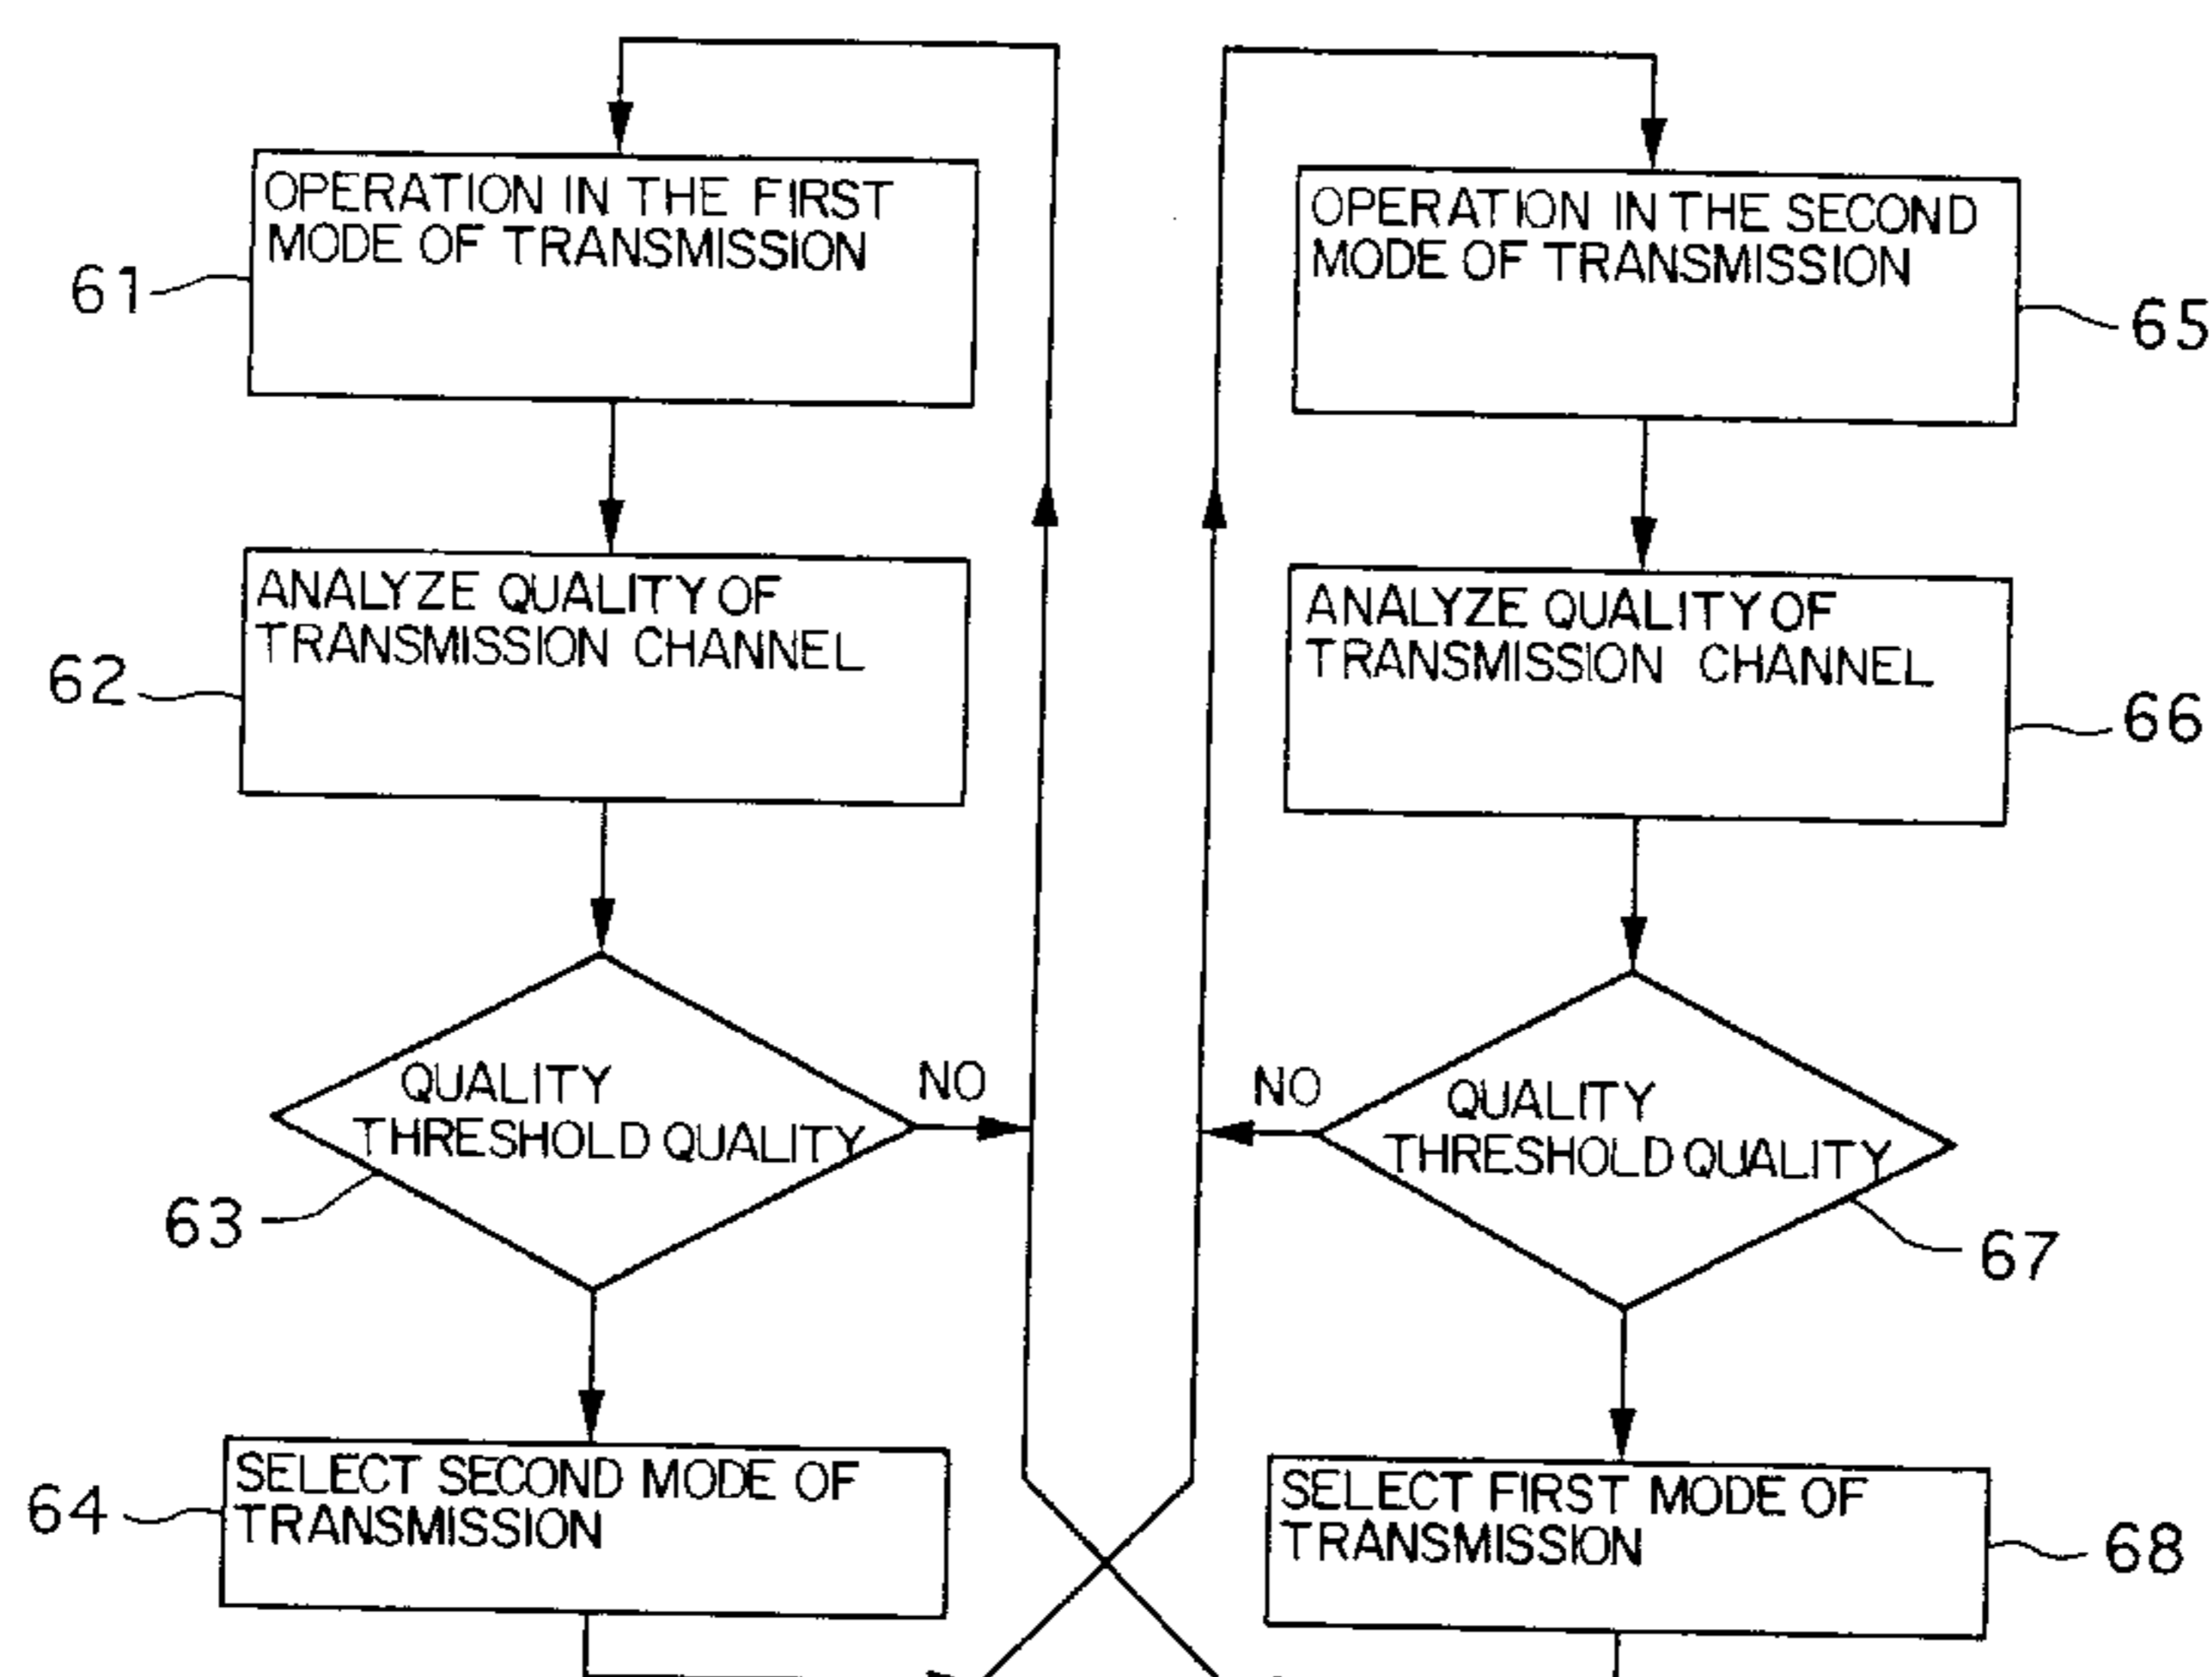 OPERATION IN THE FIRST
MODE OF TRANSMISSION
61
ANALYZE QUALITY OF
TRANSMISSION CHANNEL
62
QUALITY
THRESHOLD QUALITY
NO
63
SELECT SECOND MODE OF
TRANSMISSION
64
OPERATION IN THE SECOND
MODE OF TRANSMISSION
65
ANALYZE QUALITY OF
TRANSMISSION CHANNEL
66
NO
QUALITY
THRESHOLD QUALITY
67
SELECT FIRST MODE OF
TRANSMISSION
68